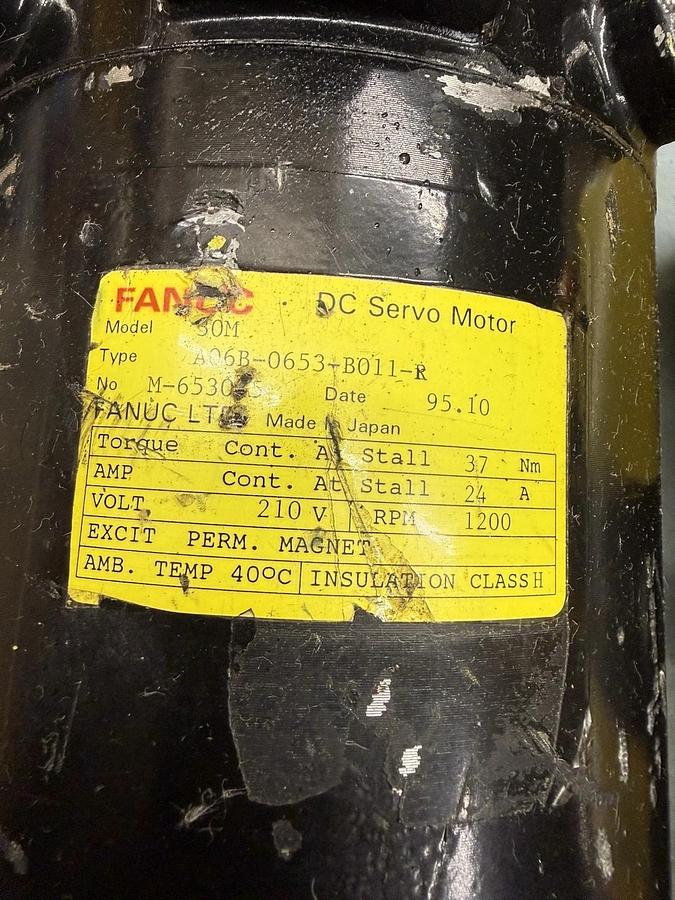 FANUC DC Servo Motor
Model 30M
Type A06B-0653-B011-R
No Date 95.10
FANUC LTD Made in Japan
Torque Cont. At Stall 37 Nm
AMP Cont. At Stall 24 A
VOLT 210 V RPM 1200
EXCIT PERM. MAGNET
AMB. TEMP 40ºC INSULATION CLASS H